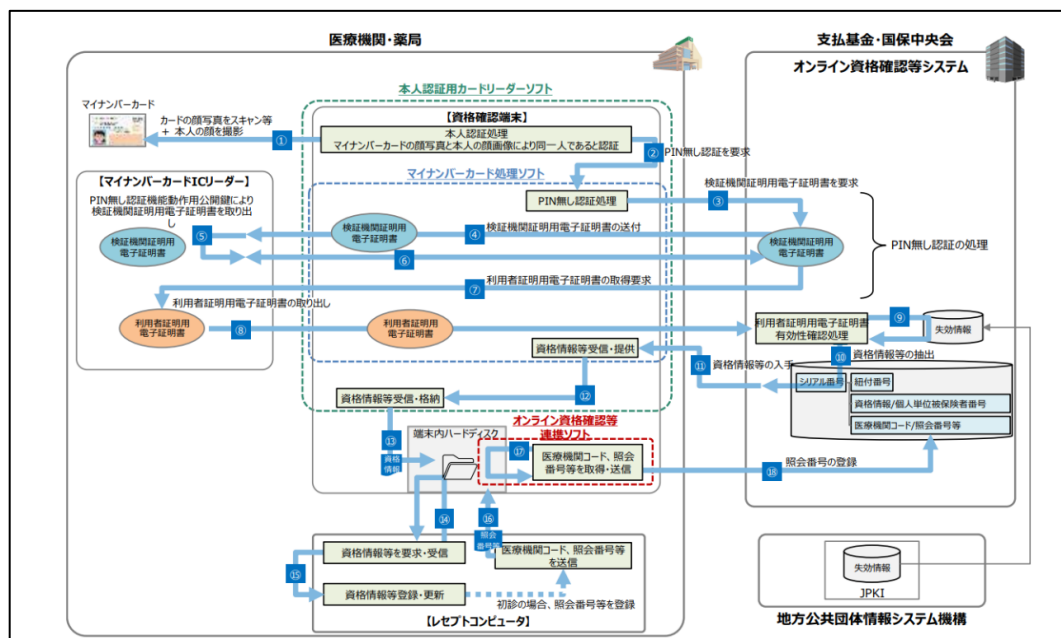 医療機関・薬局
支払基金・国保中央会
オンライン資格確認等システム
本人認証用カードリーダーソフト
マイナンバーカード
カードの顔写真をスキャン等
+ 本人の顔を撮影
①
【資格確認端末】
本人認証処理
マイナンバーカードの顔写真と本人の顔画像により同一人であると認証
②
PIN無し認証を要求
【マイナンバーカードICリーダー】
マイナンバーカード処理ソフト
PIN無し認証処理
③
検証機関証明用電子証明書を要求
PIN無し認証機能動作用公開鍵により
検証機関証明用電子証明書を取り出
し
検証機関証明用
電子証明書
⑤
検証機関証明用
電子証明書
④
検証機関証明用電子証明書の送付
検証機関証明用
電子証明書
PIN無し認証の処理
⑥
⑦
利用者証明用電子証明書の取得要求
利用者証明用電子証明書の取り出し
利用者証明用
電子証明書
⑧
利用者証明用
電子証明書
利用者証明用電子証明書
有効性確認処理
⑨
失効情報
資格情報等受信・提供
⑪
資格情報等の入手
⑩
資格情報等の抽出
シリアル番号
紐付番号
資格情報/個人単位被保険者番号
医療機関コード/照会番号等
⑫
資格情報等受信・格納
オンライン資格確認等
連携ソフト
⑬
資格
情報
端末内ハードディスク
⑰
医療機関コード、照会
番号等を取得・送信
⑱
照会番号の登録
⑭
⑯
照会
番号等
資格情報等を要求・受信
医療機関コード、照会番号等
を送信
⑮
資格情報等登録・更新
初診の場合、照会番号等を登録
【レセプトコンピュータ】
失効情報
JPKI
地方公共団体情報システム機構